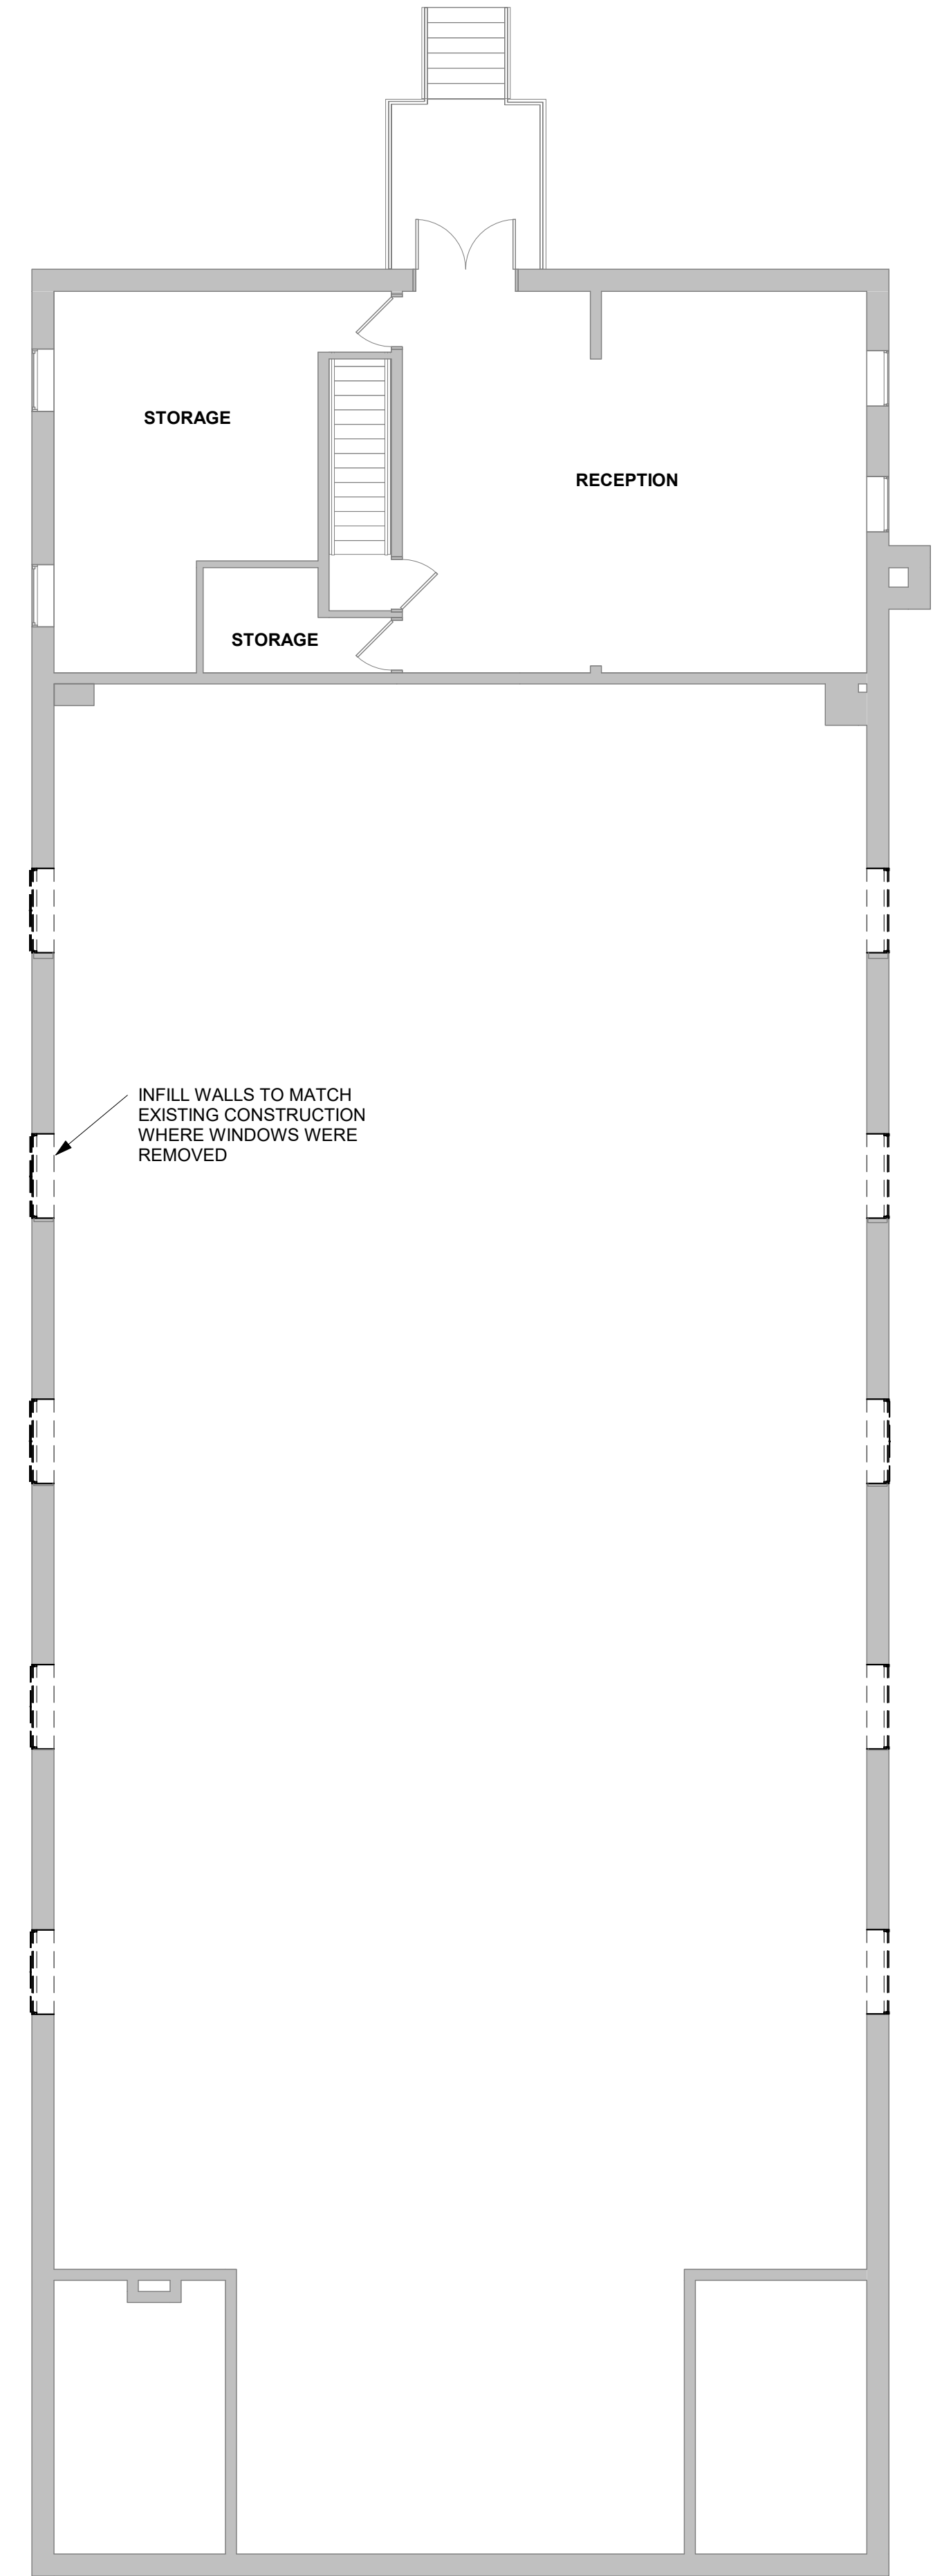 STORAGE
RECEPTION
STORAGE
INFILL WALLS TO MATCH
EXISTING CONSTRUCTION
WHERE WINDOWS WERE
REMOVED